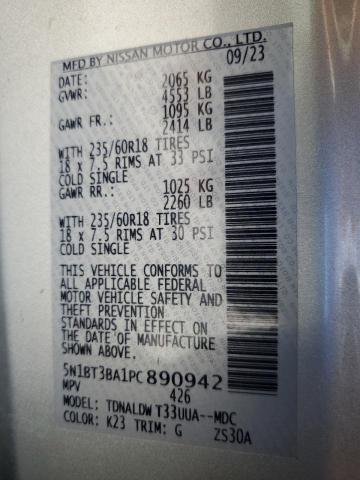 MFD BY NISSAN MOTOR CO., LTD.
DATE: 09/23
GVWR: 2065 KG
4553 LB
GAWR FR.: 1095 KG
2414 LB
WITH 235/60R18 TIRES
18 x 7.5 RIMS AT 33 PSI
COLD SINGLE
GAWR RR.: 1025 KG
2260 LB
WITH 235/60R18 TIRES
18 x 7.5 RIMS AT 30 PSI
COLD SINGLE
THIS VEHICLE CONFORMS TO
ALL APPLICABLE FEDERAL
MOTOR VEHICLE SAFETY AND
THEFT PREVENTION
STANDARDS IN EFFECT ON
THE DATE OF MANUFACTURE
SHOWN ABOVE.
5N1BT3BA1PC890942
MPV 426
MODEL: TDNALDW T33UUA--MDC
COLOR: K23 TRIM: G ZS30A